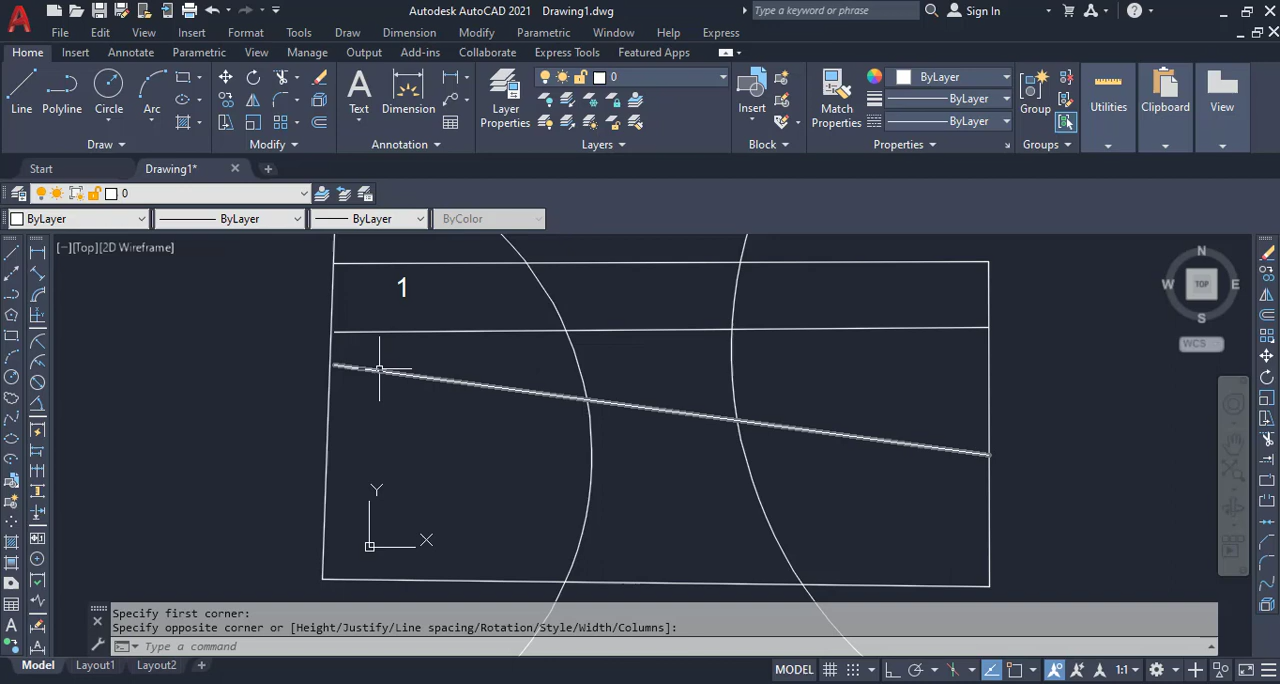 Autodesk AutoCAD 2021 Drawing1.dwg
Type a keyword or phrase
Sign In
File Edit View Insert Format Tools Draw Dimension Modify Parametric Window Help Express
Home Insert Annotate Parametric View Manage Output Add-ins Collaborate Express Tools Featured Apps
Line Polyline Circle Arc
Text Dimension
Layer Properties
0
Insert
Match Properties
ByLayer
ByLayer
ByLayer
Group
Utilities
Clipboard
View
Draw Modify Annotation Layers Block Properties Groups
Start Drawing1*
0
ByLayer ByLayer ByLayer ByColor
[−][Top][2D Wireframe]
1
N
W TOP E
S
WCS
Y
X
Specify first corner:
Specify opposite corner or [Height/Justify/Line spacing/Rotation/Style/Width/Columns]:
Type a command
Model Layout1 Layout2 +
MODEL 1:1